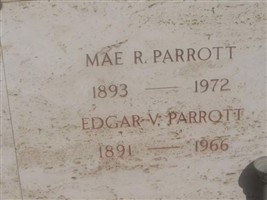 MAE R. PARROTT
1893 — 1972
EDGAR V. PARROTT
1891 — 1966